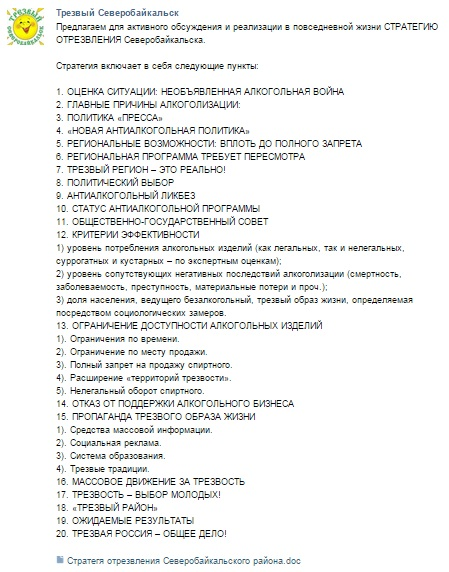 ТРЕЗВЫЙ
СЕВЕРОБАЙКАЛЬСК
Трезвый Северобайкальск
Предлагаем для активного обсуждения и реализации в повседневной жизни СТРАТЕГИЮ
ОТРЕЗВЛЕНИЯ Северобайкальска.
Стратегия включает в себя следующие пункты:
1. ОЦЕНКА СИТУАЦИИ: НЕОБЪЯВЛЕННАЯ АЛКОГОЛЬНАЯ ВОЙНА
2. ГЛАВНЫЕ ПРИЧИНЫ АЛКОГОЛИЗАЦИИ:
3. ПОЛИТИКА «ПРЕССА»
4. «НОВАЯ АНТИАЛКОГОЛЬНАЯ ПОЛИТИКА»
5. РЕГИОНАЛЬНЫЕ ВОЗМОЖНОСТИ: ВПЛОТЬ ДО ПОЛНОГО ЗАПРЕТА
6. РЕГИОНАЛЬНАЯ ПРОГРАММА ТРЕБУЕТ ПЕРЕСМОТРА
7. ТРЕЗВЫЙ РЕГИОН – ЭТО РЕАЛЬНО!
8. ПОЛИТИЧЕСКИЙ ВЫБОР
9. АНТИАЛКОГОЛЬНЫЙ ЛИКБЕЗ
10. СТАТУС АНТИАЛКОГОЛЬНОЙ ПРОГРАММЫ
11. ОБЩЕСТВЕННО-ГОСУДАРСТВЕННЫЙ СОВЕТ
12. КРИТЕРИИ ЭФФЕКТИВНОСТИ
1) уровень потребления алкогольных изделий (как легальных, так и нелегальных,
суррогатных и кустарных – по экспертным оценкам);
2) уровень сопутствующих негативных последствий алкоголизации (смертность,
заболеваемость, преступность, материальные потери и проч.);
3) доля населения, ведущего безалкогольный, трезвый образ жизни, определяемая
посредством социологических замеров.
13. ОГРАНИЧЕНИЕ ДОСТУПНОСТИ АЛКОГОЛЬНЫХ ИЗДЕЛИЙ
1). Ограничения по времени.
2). Ограничение по месту продажи.
3). Полный запрет на продажу спиртного.
4). Расширение «территорий трезвости».
5). Нелегальный оборот спиртного.
14. ОТКАЗ ОТ ПОДДЕРЖКИ АЛКОГОЛЬНОГО БИЗНЕСА
15. ПРОПАГАНДА ТРЕЗВОГО ОБРАЗА ЖИЗНИ
1). Средства массовой информации.
2). Социальная реклама.
3). Система образования.
4). Трезвые традиции.
16. МАССОВОЕ ДВИЖЕНИЕ ЗА ТРЕЗВОСТЬ
17. ТРЕЗВОСТЬ – ВЫБОР МОЛОДЫХ!
18. «ТРЕЗВЫЙ РАЙОН»
19. ОЖИДАЕМЫЕ РЕЗУЛЬТАТЫ
20. ТРЕЗВАЯ РОССИЯ – ОБЩЕЕ ДЕЛО!
Стратегя отрезвления Северобайкальского района.doc